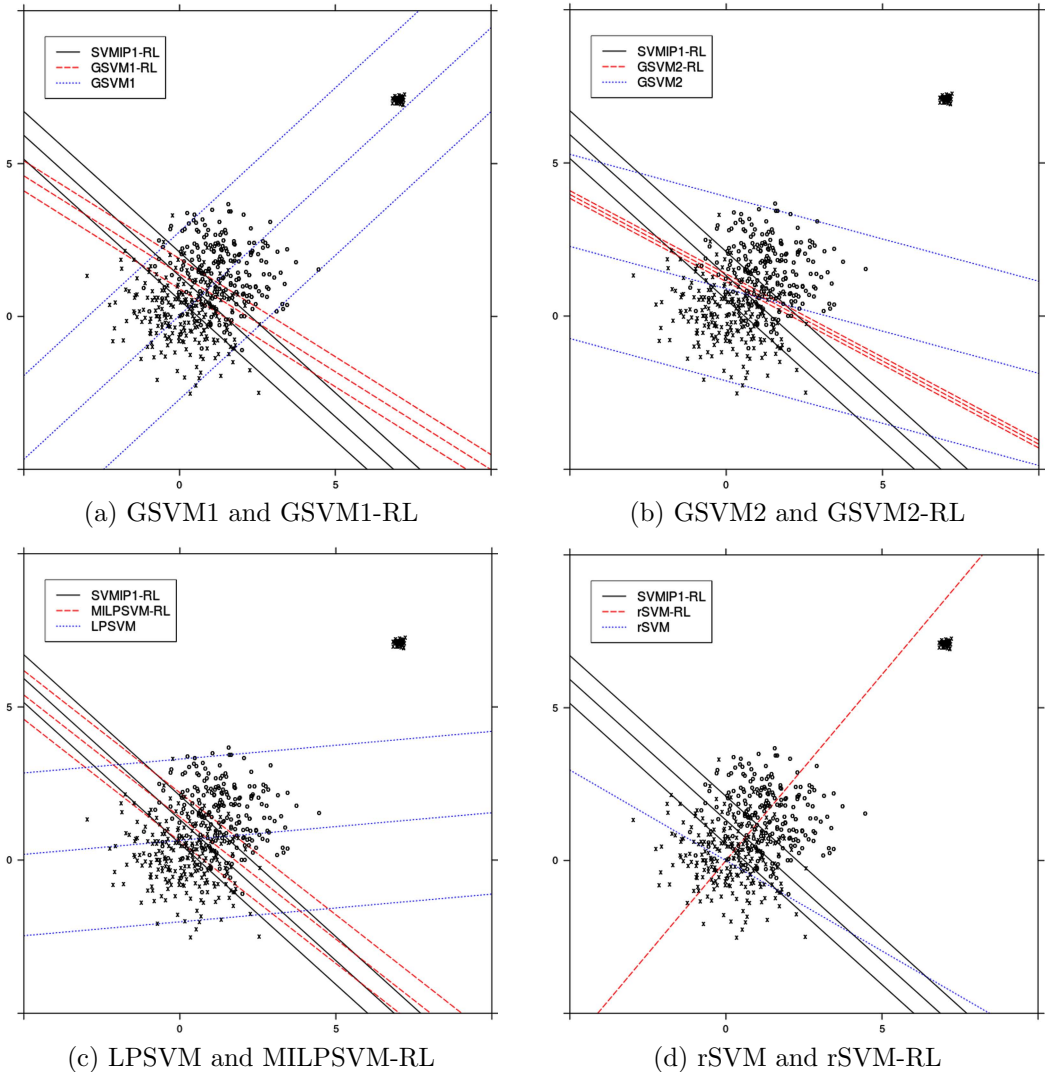 SVMIP1-RL
GSVM1-RL
GSVM1
5
0
0
5
(a) GSVM1 and GSVM1-RL
SVMIP1-RL
GSVM2-RL
GSVM2
5
0
0
5
(b) GSVM2 and GSVM2-RL
SVMIP1-RL
MILPSVM-RL
LPSVM
5
0
0
5
(c) LPSVM and MILPSVM-RL
SVMIP1-RL
rSVM-RL
rSVM
5
0
0
5
(d) rSVM and rSVM-RL